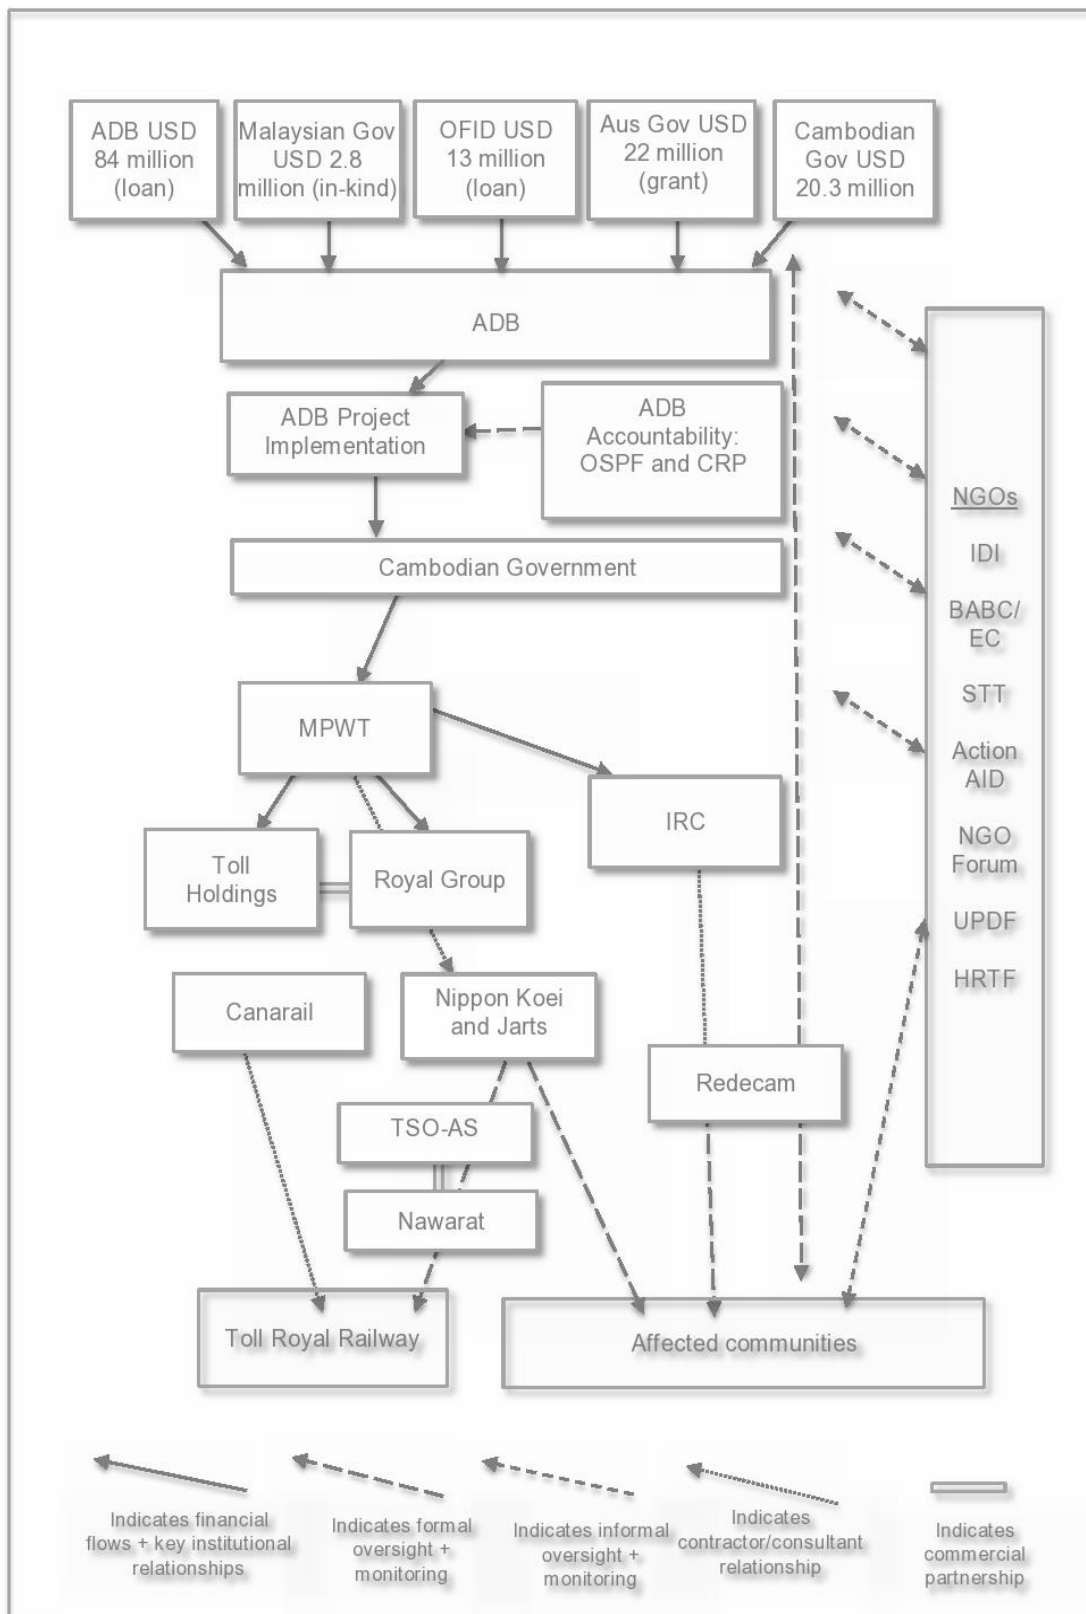 ADB USD
84 million
(loan)
Malaysian Gov
USD 2.8
million (in-kind)
OFID USD
13 million
(loan)
Aus Gov USD
22 million
(grant)
Cambodian
Gov USD
20.3 million
ADB
ADB Project
Implementation
ADB
Accountability:
OSPF and CRP
Cambodian Government
MPWT
IRC
Toll
Holdings
Royal Group
Canarail
Nippon Koei
and Jarts
Redecam
TSO-AS
Nawarat
Toll Royal Railway
Affected communities
NGOs
IDI
BABC/
EC
STT
Action
AID
NGO
Forum
UPDF
HRTF
Indicates financial
flows + key institutional
relationships
Indicates formal
oversight +
monitoring
Indicates informal
oversight +
monitoring
Indicates
contractor/consultant
relationship
Indicates
commercial
partnership